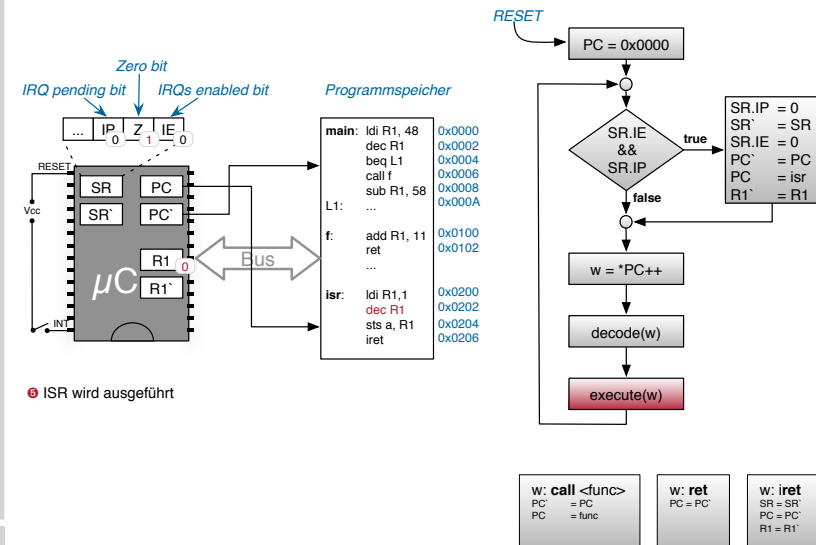 RESET
PC = 0x0000
Zero bit
IRQ pending bit
IRQs enabled bit
Programmspeicher
... IP Z IE
0 1 0
RESET
Vcc
INT
SR PC
SR` PC`
R1 0
R1`
µC
Bus
main: ldi R1, 48 0x0000
dec R1 0x0002
beq L1 0x0004
call f 0x0006
sub R1, 58 0x0008
L1: ... 0x000A
f: add R1, 11 0x0100
ret 0x0102
...
isr: ldi R1,1 0x0200
dec R1 0x0202
sts a, R1 0x0204
iret 0x0206
❺ ISR wird ausgeführt
SR.IE
&&
SR.IP
true
false
SR.IP = 0
SR` = SR
SR.IE = 0
PC` = PC
PC = isr
R1` = R1
w = *PC++
decode(w)
execute(w)
w: call <func>
PC` = PC
PC = func
w: ret
PC = PC`
w: iret
SR = SR`
PC = PC`
R1 = R1`